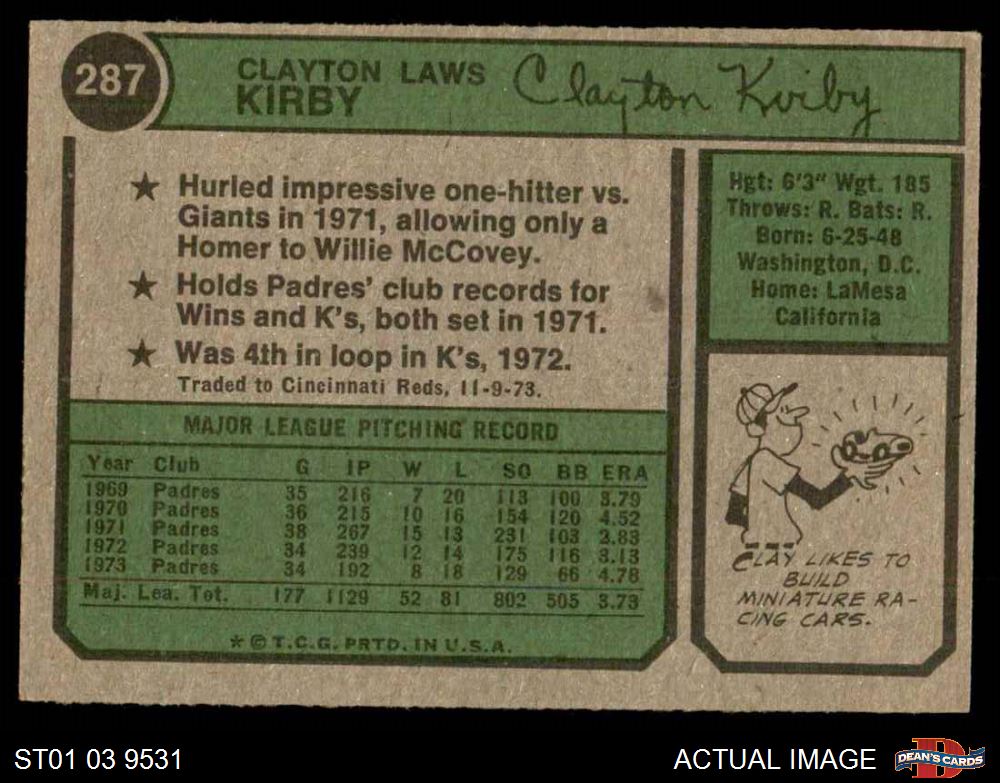 287
CLAYTON LAWS
KIRBY
Clayton Kirby
★ Hurled impressive one-hitter vs.
Giants in 1971, allowing only a
Homer to Willie McCovey.
★ Holds Padres' club records for
Wins and K's, both set in 1971.
★ Was 4th in loop in K's, 1972.
Traded to Cincinnati Reds, 11-9-73.
Hgt: 6'3" Wgt. 185
Throws: R. Bats: R.
Born: 6-25-48
Washington, D.C.
Home: LaMesa
California
MAJOR LEAGUE PITCHING RECORD
Year Club G IP W L SO BB ERA
1969 Padres 35 216 7 20 113 100 3.79
1970 Padres 36 215 10 16 154 120 4.52
1971 Padres 38 267 15 13 231 103 2.83
1972 Padres 34 239 12 14 175 116 3.13
1973 Padres 34 192 8 18 129 66 4.78
Maj. Lea. Tot. 177 1129 52 81 802 505 3.73
* © T.C.G. PRTD. IN U.S.A.
CLAY LIKES TO
BUILD
MINIATURE RA-
CING CARS.
ST01 03 9531
ACTUAL IMAGE
DEAN'S CARDS